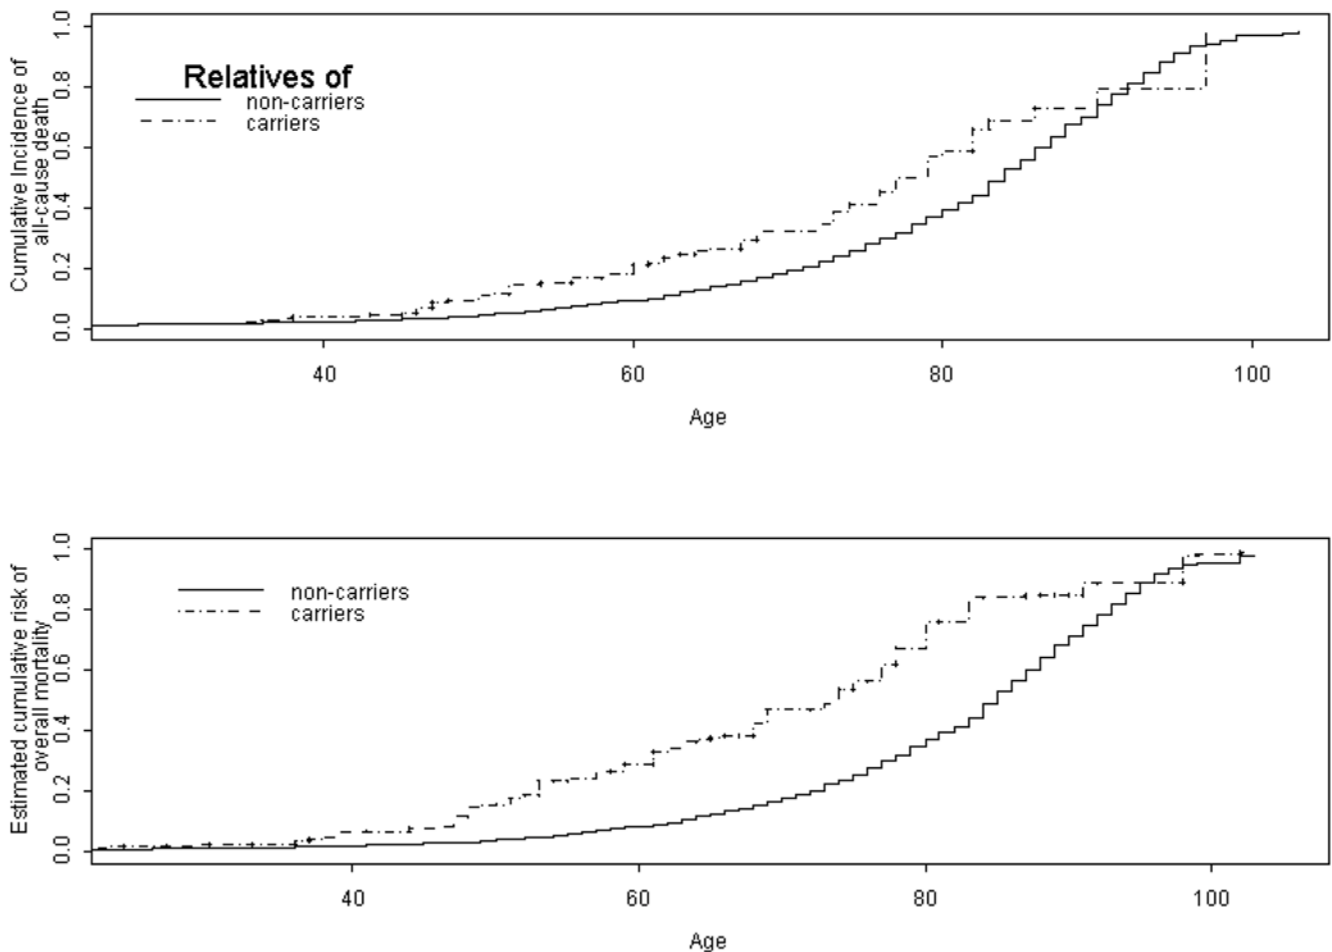 Cumulative Incidence of
all-cause death
1.0
0.8
0.6
0.4
0.2
0.0
Relatives of
non-carriers
carriers
40 60 80 100
Age
Estimated cumulative risk of
overall mortality
1.0
0.8
0.6
0.4
0.2
0.0
non-carriers
carriers
40 60 80 100
Age